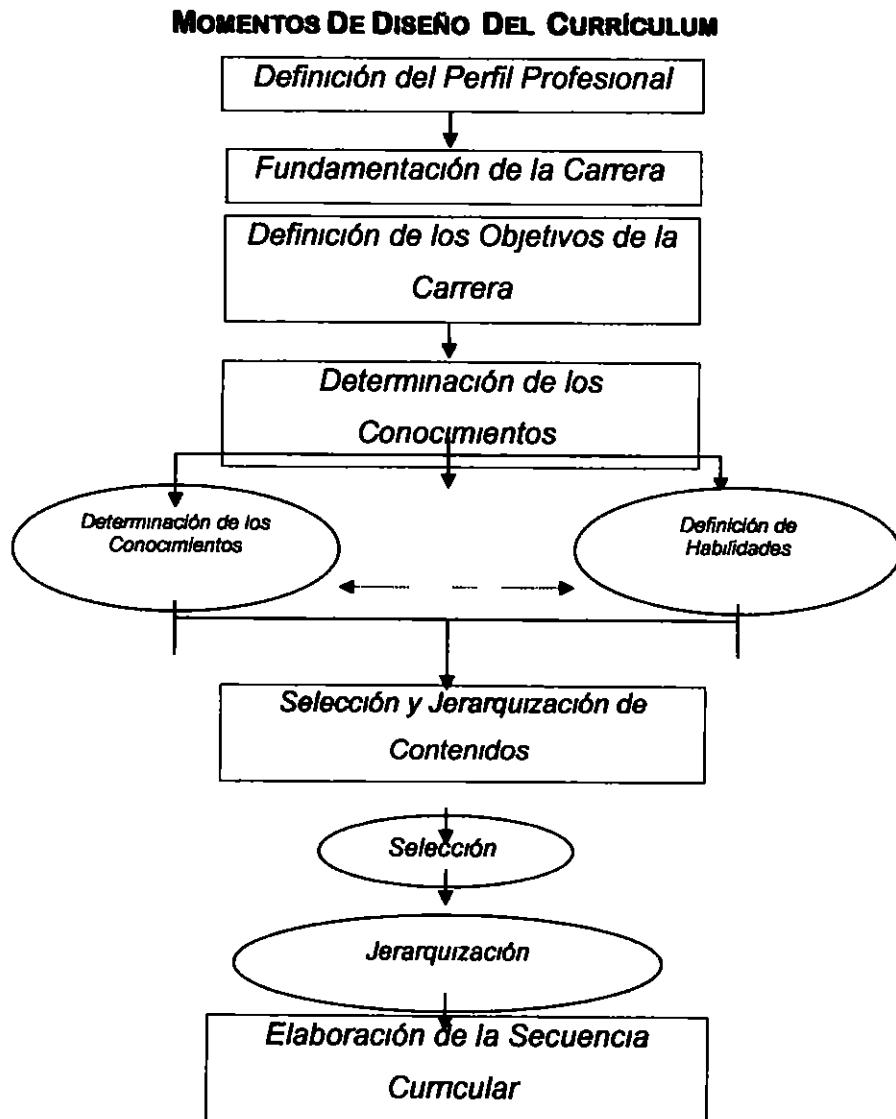 MOMENTOS DE DISEÑO DEL CURRÍCULUM
Definición del Perfil Profesional
Fundamentación de la Carrera
Definición de los Objetivos de la
Carrera
Determinación de los
Conocimientos
Determinación de los
Conocimientos
Definición de
Habilidades
Selección y Jerarquización de
Contenidos
Selección
Jerarquización
Elaboración de la Secuencia
Curricular